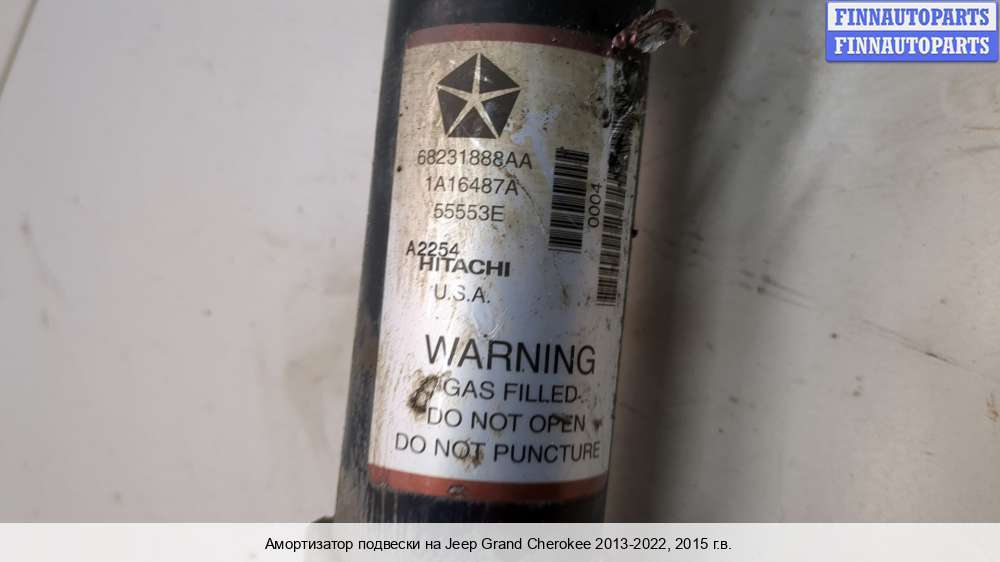 FINNAUTOPARTS
FINNAUTOPARTS
68231888AA
1A16487A
55553E
0004
A2254
HITACHI
U.S.A.
WARNING
GAS FILLED
DO NOT OPEN
DO NOT PUNCTURE
Амортизатор подвески на Jeep Grand Cherokee 2013-2022, 2015 г.в.